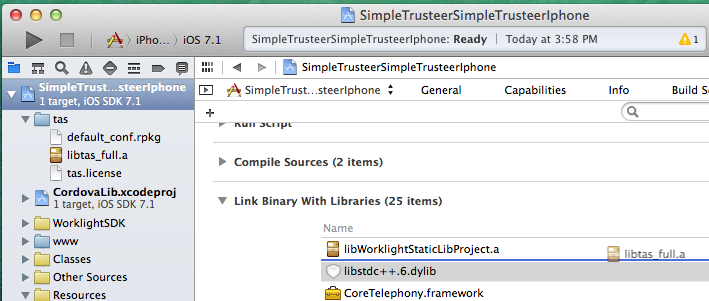 SimpleTrusteerSimpleTrusteerIphone
iPho... iOS 7.1
SimpleTrusteerSimpleTrusteerIphone: Ready | Today at 3:58 PM
1
SimpleTrusteerSimpleTrusteerIphone
SimpleTrust...steerIphone
1 target, iOS SDK 7.1
SimpleTrust...steerIphone
General
Capabilities
Info
Build Se
tas
default_conf.rpkg
libtas_full.a
tas.license
CordovaLib.xcodeproj
1 target, iOS SDK 7.1
WorklightSDK
www
Classes
Other Sources
Resources
Run Script
Compile Sources (2 items)
Link Binary With Libraries (25 items)
Name
libWorklightStaticLibProject.a
libtas_full.a
libstdc++.6.dylib
CoreTelephony.framework